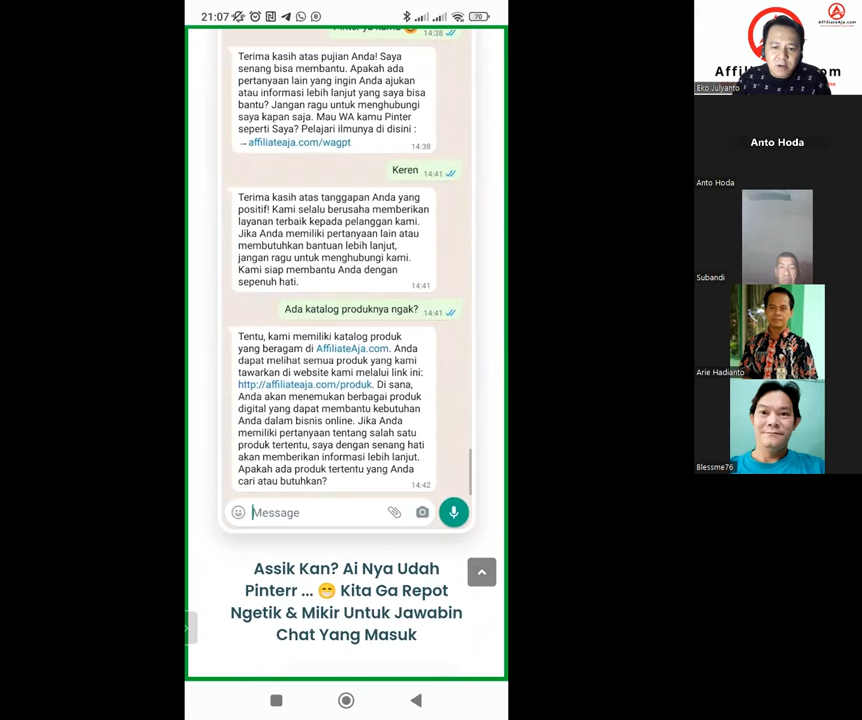 21:07
70
14:38
Terima kasih atas pujian Anda! Saya
senang bisa membantu. Apakah ada
pertanyaan lain yang ingin Anda ajukan
atau informasi lebih lanjut yang saya bisa
bantu? Jangan ragu untuk menghubungi
saya kapan saja. Mau WA kamu Pinter
seperti Saya? Pelajari ilmunya di disini :
→affiliateaja.com/wagpt
14:38
Keren 14:41
Terima kasih atas tanggapan Anda yang
positif! Kami selalu berusaha memberikan
layanan terbaik kepada pelanggan kami.
Jika Anda memiliki pertanyaan lain atau
membutuhkan bantuan lebih lanjut,
jangan ragu untuk menghubungi kami.
Kami siap membantu Anda dengan
sepenuh hati.
14:41
Ada katalog produknya ngak? 14:41
Tentu, kami memiliki katalog produk
yang beragam di AffiliateAja.com. Anda
dapat melihat semua produk yang kami
tawarkan di website kami melalui link ini:
http://affiliateaja.com/produk. Di sana,
Anda akan menemukan berbagai produk
digital yang dapat membantu kebutuhan
Anda dalam bisnis online. Jika Anda
memiliki pertanyaan tentang salah satu
produk tertentu, saya dengan senang hati
akan memberikan informasi lebih lanjut.
Apakah ada produk tertentu yang Anda
cari atau butuhkan?
14:42
Message
Assik Kan? Ai Nya Udah
Pinterr ... 😁 Kita Ga Repot
Ngetik & Mikir Untuk Jawabin
Chat Yang Masuk
AffiliateAja.com
Eko Julyanto
Anto Hoda
Anto Hoda
Subandi
Arie Hadianto
Blessme76